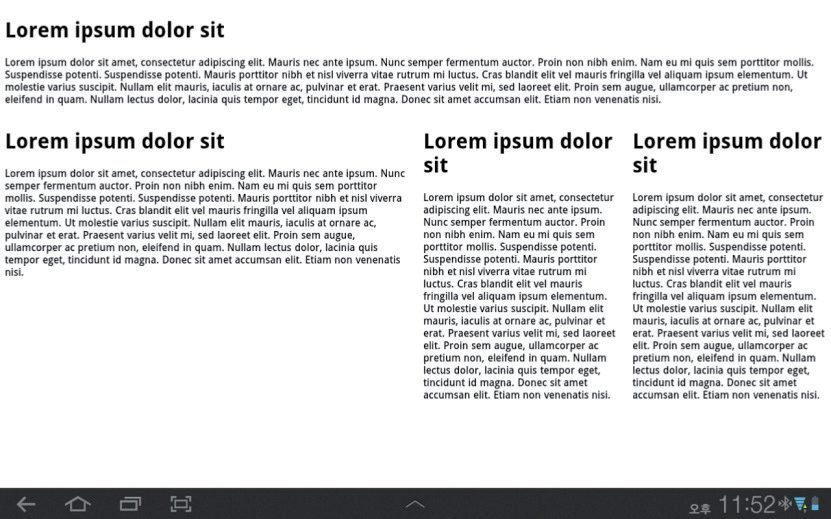 Lorem ipsum dolor sit
Lorem ipsum dolor sit amet, consectetur adipiscing elit. Mauris nec ante ipsum. Nunc semper fermentum auctor. Proin non nibh enim. Nam eu mi quis sem porttitor mollis.
Suspendisse potenti. Suspendisse potenti. Mauris porttitor nibh et nisl viverra vitae rutrum mi luctus. Cras blandit elit vel mauris fringilla vel aliquam ipsum elementum. Ut
molestie varius suscipit. Nullam elit mauris, iaculis at ornare ac, pulvinar et erat. Praesent varius velit mi, sed laoreet elit. Proin sem augue, ullamcorper ac pretium non,
eleifend in quam. Nullam lectus dolor, lacinia quis tempor eget, tincidunt id magna. Donec sit amet accumsan elit. Etiam non venenatis nisi.
Lorem ipsum dolor sit
Lorem ipsum dolor sit amet, consectetur adipiscing elit. Mauris nec ante ipsum. Nunc
semper fermentum auctor. Proin non nibh enim. Nam eu mi quis sem porttitor
mollis. Suspendisse potenti. Suspendisse potenti. Mauris porttitor nibh et nisl viverra
vitae rutrum mi luctus. Cras blandit elit vel mauris fringilla vel aliquam ipsum
elementum. Ut molestie varius suscipit. Nullam elit mauris, iaculis at ornare ac,
pulvinar et erat. Praesent varius velit mi, sed laoreet elit. Proin sem augue,
ullamcorper ac pretium non, eleifend in quam. Nullam lectus dolor, lacinia quis
tempor eget, tincidunt id magna. Donec sit amet accumsan elit. Etiam non venenatis
nisi.
Lorem ipsum dolor
sit
Lorem ipsum dolor sit amet, consectetur
adipiscing elit. Mauris nec ante ipsum.
Nunc semper fermentum auctor. Proin
non nibh enim. Nam eu mi quis sem
porttitor mollis. Suspendisse potenti.
Suspendisse potenti. Mauris porttitor
nibh et nisl viverra vitae rutrum mi
luctus. Cras blandit elit vel mauris
fringilla vel aliquam ipsum elementum.
Ut molestie varius suscipit. Nullam elit
mauris, iaculis at ornare ac, pulvinar et
erat. Praesent varius velit mi, sed laoreet
elit. Proin sem augue, ullamcorper ac
pretium non, eleifend in quam. Nullam
lectus dolor, lacinia quis tempor eget,
tincidunt id magna. Donec sit amet
accumsan elit. Etiam non venenatis nisi.
Lorem ipsum dolor
sit
Lorem ipsum dolor sit amet, consectetur
adipiscing elit. Mauris nec ante ipsum.
Nunc semper fermentum auctor. Proin
non nibh enim. Nam eu mi quis sem
porttitor mollis. Suspendisse potenti.
Suspendisse potenti. Mauris porttitor
nibh et nisl viverra vitae rutrum mi
luctus. Cras blandit elit vel mauris
fringilla vel aliquam ipsum elementum.
Ut molestie varius suscipit. Nullam elit
mauris, iaculis at ornare ac, pulvinar et
erat. Praesent varius velit mi, sed laoreet
elit. Proin sem augue, ullamcorper ac
pretium non, eleifend in quam. Nullam
lectus dolor, lacinia quis tempor eget,
tincidunt id magna. Donec sit amet
accumsan elit. Etiam non venenatis nisi.
오후 11:52